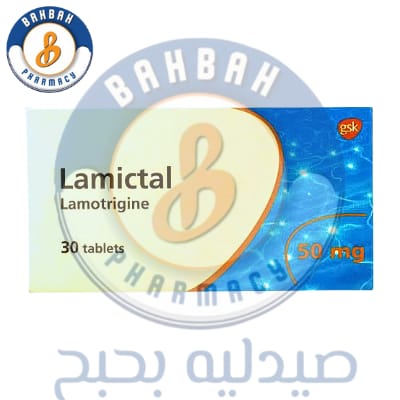 BAHBAH
PHARMACY
BAHBAH
gsk
Lamictal
Lamotrigine
30 tablets
50 mg
PHARMACY
صيدليه بحبح